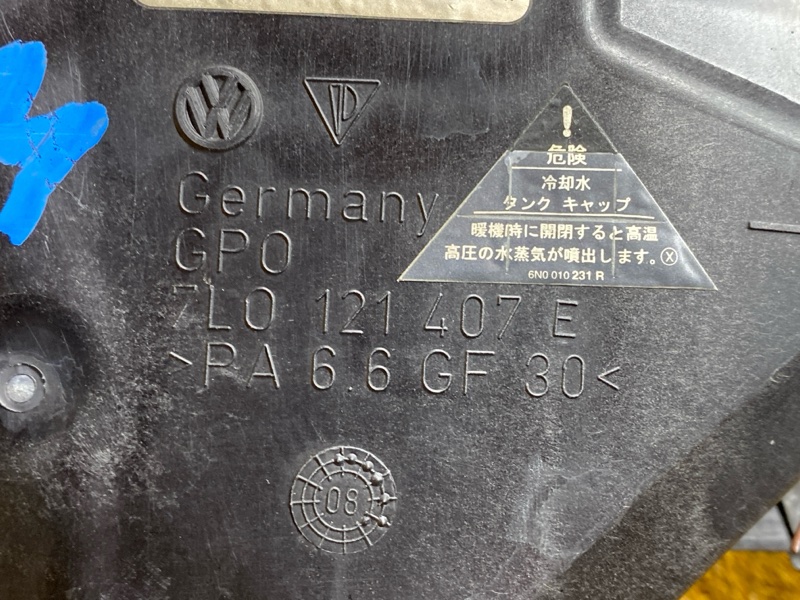 Germany
GPO
7L0 121 407 E
>PA 6.6 GF 30<
!
危険
冷却水
タンク キャップ
暖機時に開閉すると高温
高圧の水蒸気が噴出します。Ⓧ
6N0 010 231 R
08